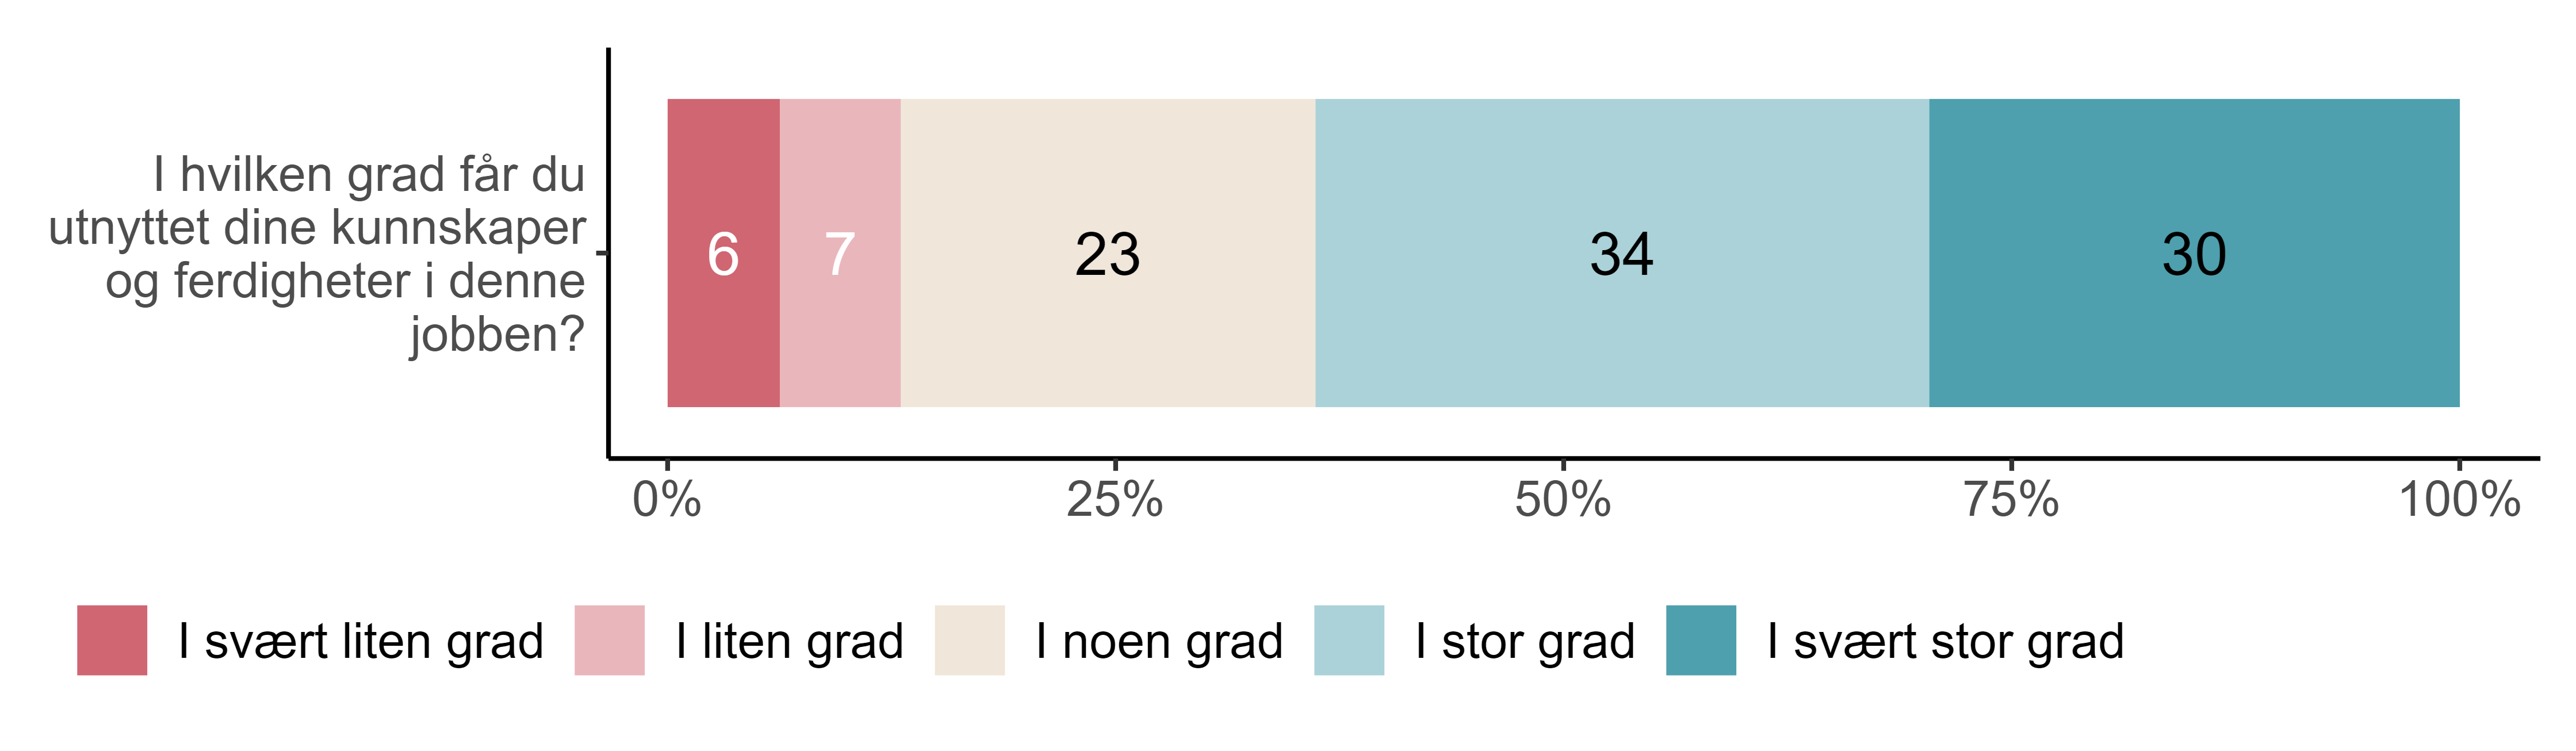 I hvilken grad får du
utnyttet dine kunnskaper
og ferdigheter i denne
jobben?
6 7 23 34 30
0% 25% 50% 75% 100%
I svært liten grad I liten grad I noen grad I stor grad I svært stor grad